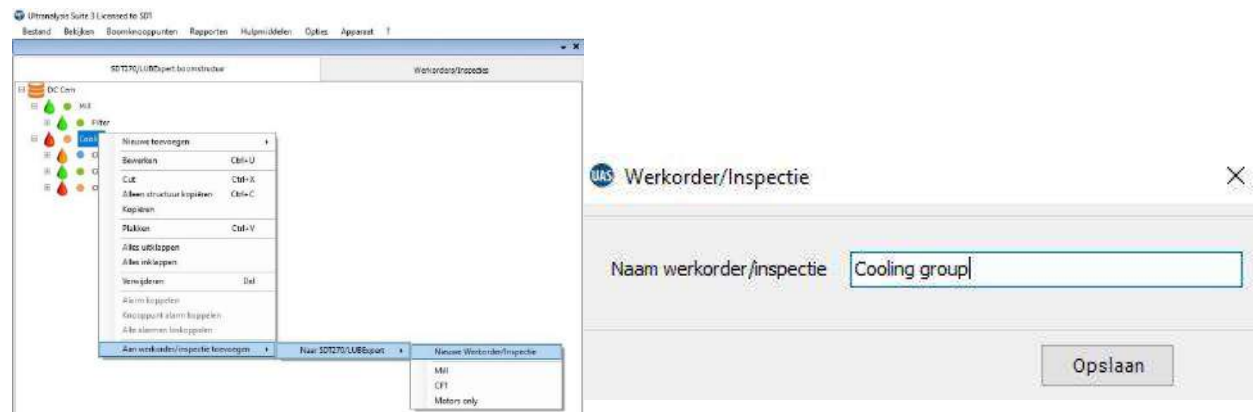 Ultranalysis Suite 3 Licensed to SDT
Bestand Bekijken Boomknooppunten Rapporten Hulpmiddelen Opties Apparaat ?
SDT270/LUBExpert boomstructuur Werkorders/Inspecties
DC Cem
Mill
Filter
Nieuwe toevoegen
Bewerken Ctrl+U
Cut Ctrl+X
Alleen structuur kopiëren Ctrl+C
Kopiëren
Plakken Ctrl+V
Alles uitklappen
Alles inklappen
Verwijderen Del
Alarm koppelen
Knooppunt alarm koppelen
Alle alarmen loskoppelen
Aan werkorder/inspectie toevoegen Naar SDT270/LUBExpert Nieuwe Werkorder/Inspectie
Mill
CFT
Motors only
UAS Werkorder/Inspectie
Naam werkorder/inspectie Cooling group
Opslaan